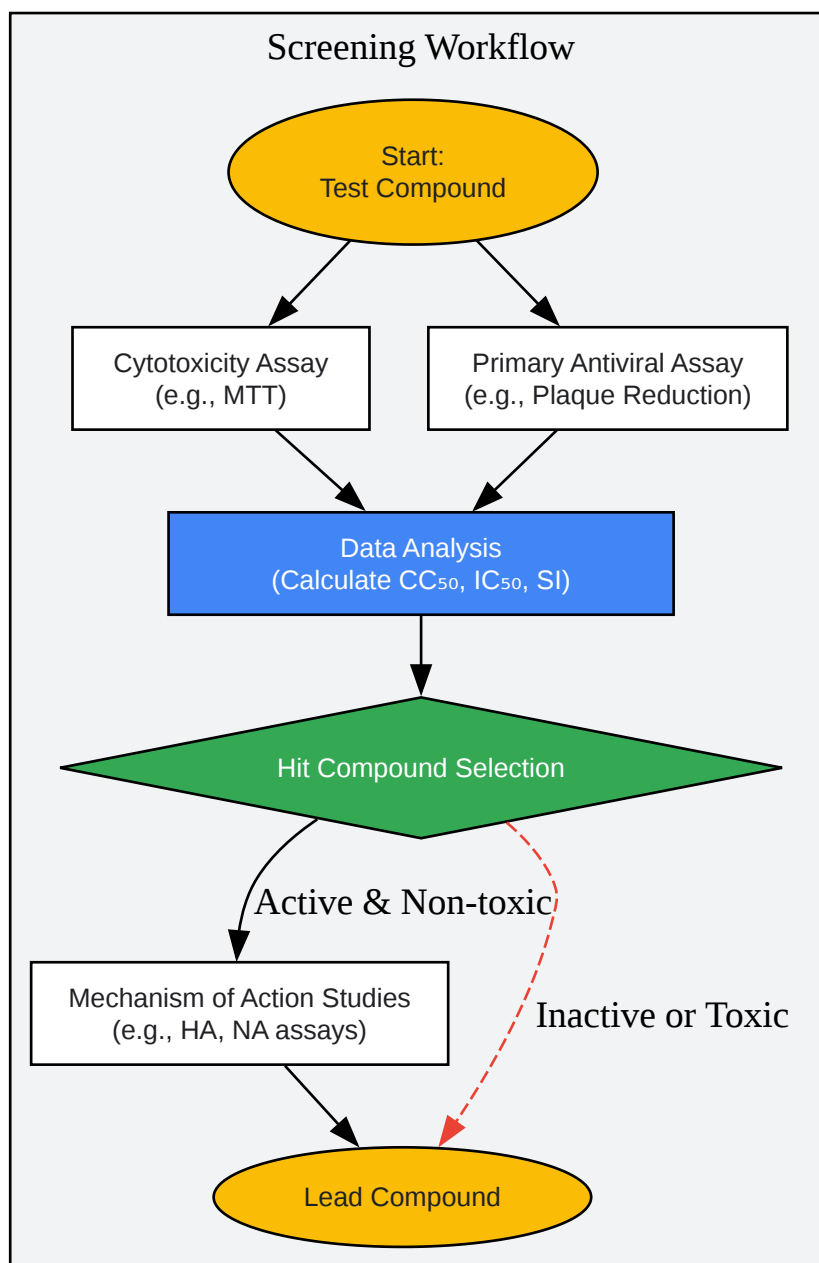 Screening Workflow
Start:
Test Compound
Cytotoxicity Assay
(e.g., MTT)
Primary Antiviral Assay
(e.g., Plaque Reduction)
Data Analysis
(Calculate CC₅₀, IC₅₀, SI)
Hit Compound Selection
Active & Non-toxic
Mechanism of Action Studies
(e.g., HA, NA assays)
Inactive or Toxic
Lead Compound